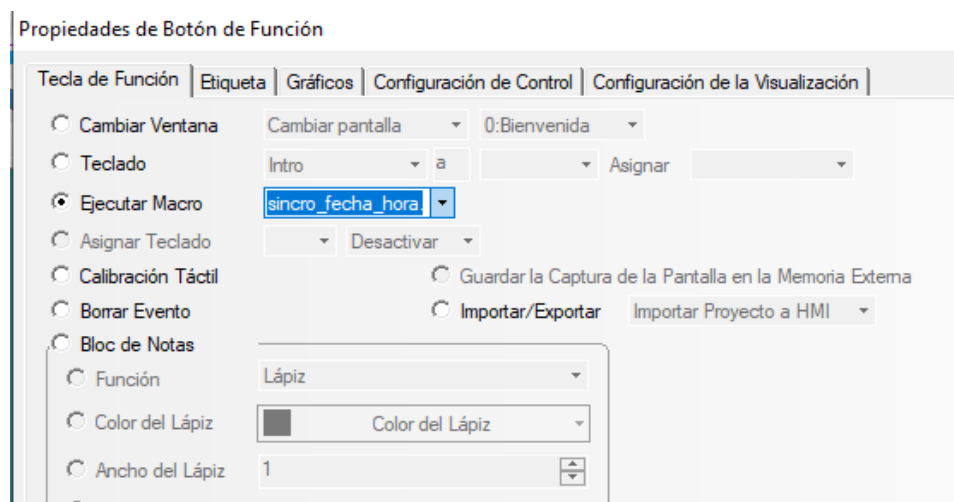 Propiedades de Botón de Función
Tecla de Función Etiqueta Gráficos Configuración de Control Configuración de la Visualización
Cambiar Ventana Cambiar pantalla 0:Bienvenida
Teclado Intro a Asignar
Ejecutar Macro sincro_fecha_hora.
Asignar Teclado Desactivar
Calibración Táctil Guardar la Captura de la Pantalla en la Memoria Externa
Borrar Evento Importar/Exportar Importar Proyecto a HMI
Bloc de Notas
Función Lápiz
Color del Lápiz Color del Lápiz
Ancho del Lápiz 1